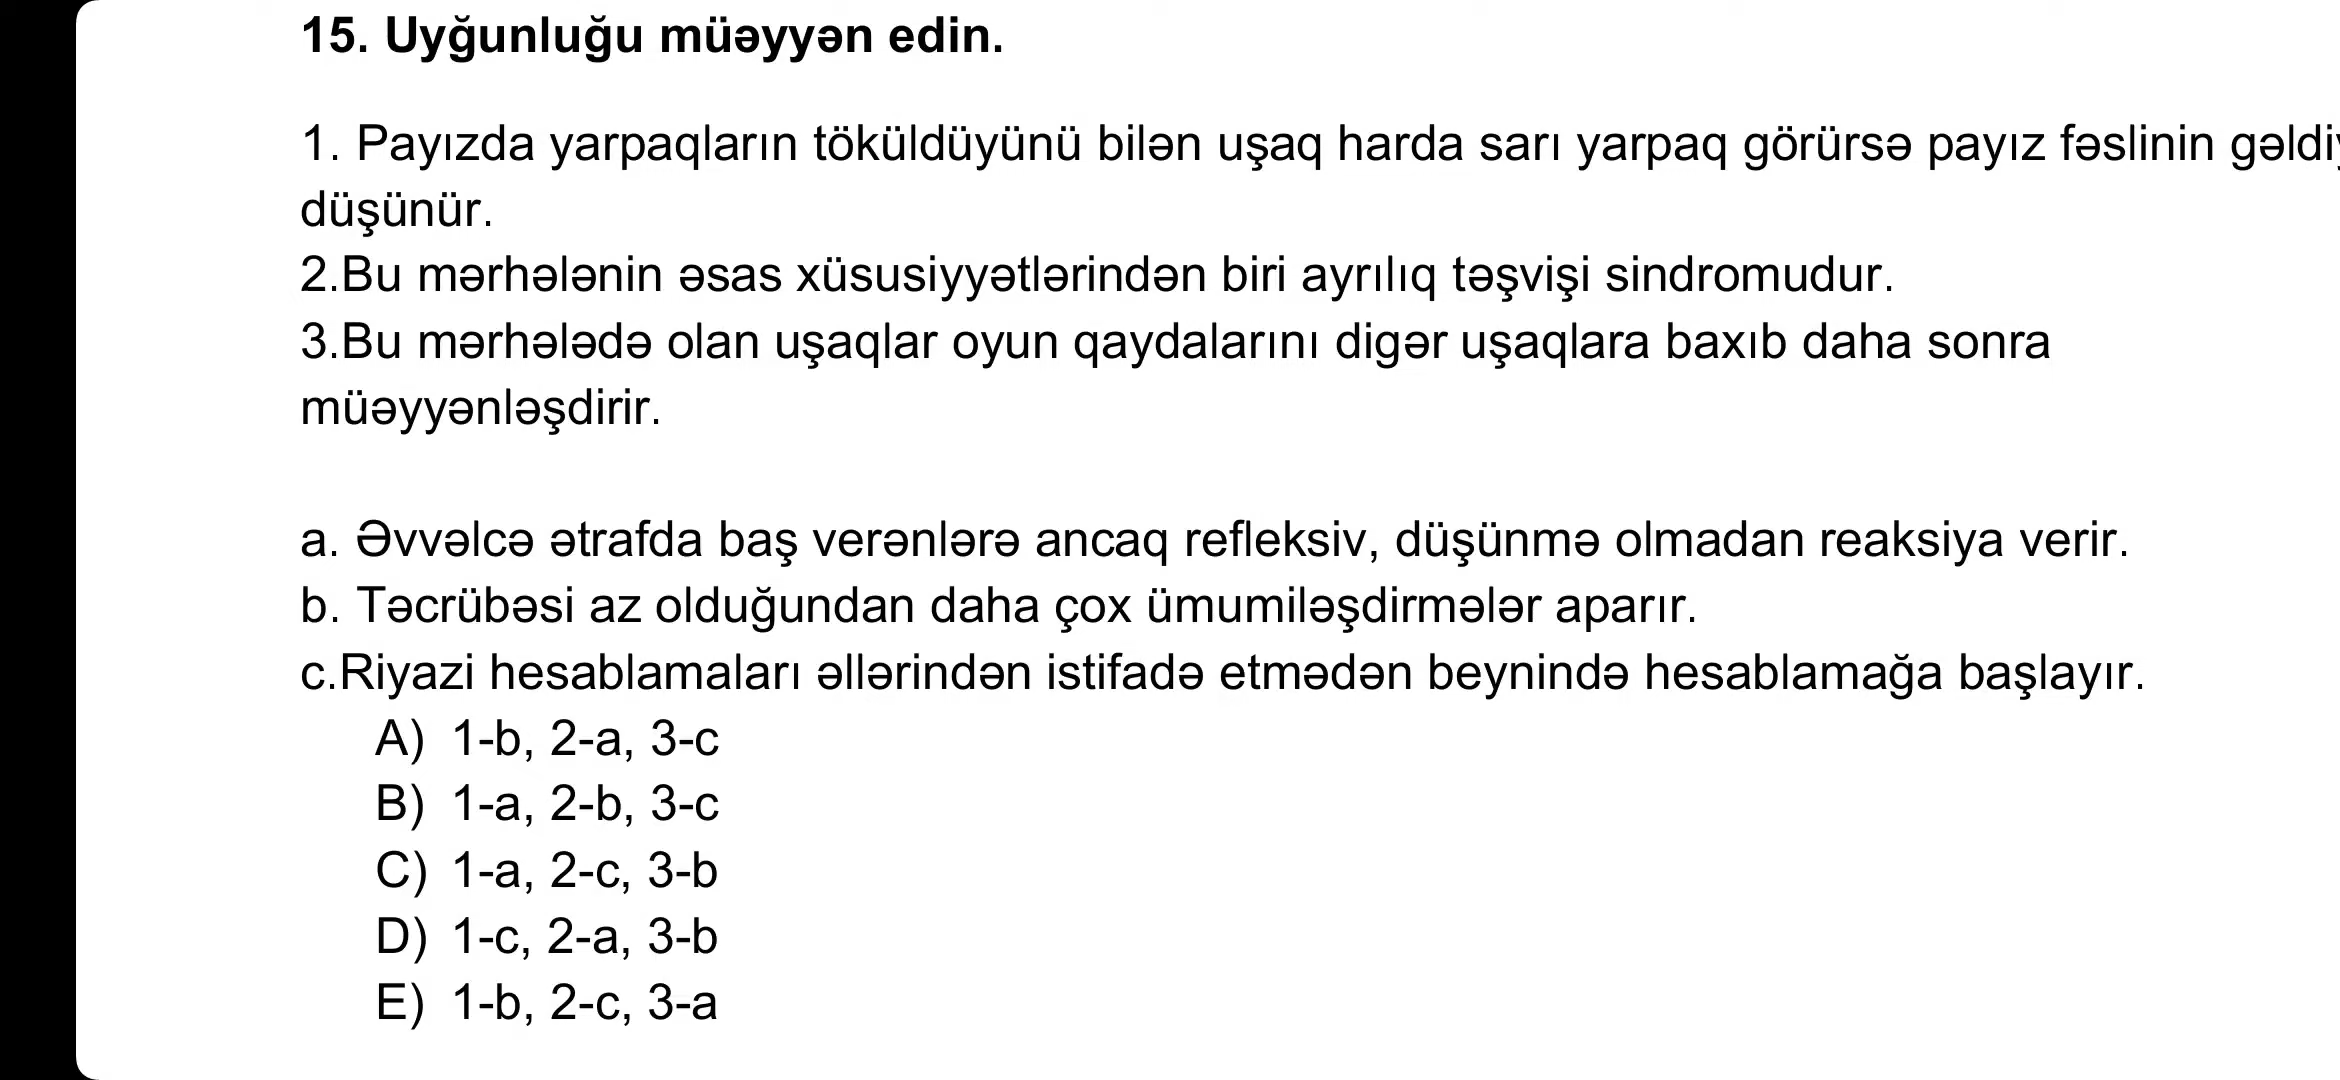 15. Uyğunluğu müəyyən edin.
1. Payızda yarpaqların töküldüyünü bilən uşaq harda sarı yarpaq görürsə payız fəslinin
düşünür.
2.Bu mərhələnin əsas xüsusiyyətlərindən biri ayrılıq təşvişi sindromudur.
3.Bu mərhələdə olan uşaqlar oyun qaydalarını digər uşaqlara baxıb daha sonra
müəyyənləşdirir.
a. Əvvəlcə ətrafda baş verənlərə ancaq refleksiv, düşünmə olmadan reaksiya verir.
b. Təcrübəsi az olduğundan daha çox ümumiləşdirmələr aparır.
c.Riyazi hesablamaları əllərindən istifadə etmədən beynində hesablamağa başlayır.
A) 1-b, 2-a, 3-c
B) 1-a, 2-b, 3-c
C) 1-a, 2-c, 3-b
D) 1-c, 2-a, 3-b
E) 1-b, 2-c, 3-a